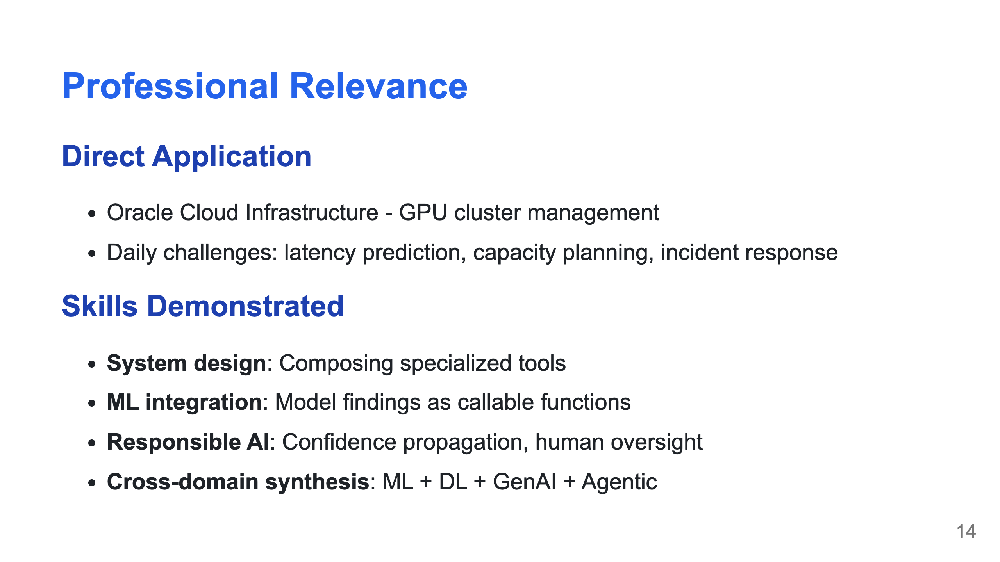 Professional Relevance
Direct Application
• Oracle Cloud Infrastructure - GPU cluster management
• Daily challenges: latency prediction, capacity planning, incident response
Skills Demonstrated
• System design: Composing specialized tools
• ML integration: Model findings as callable functions
• Responsible AI: Confidence propagation, human oversight
• Cross-domain synthesis: ML + DL + GenAI + Agentic
14